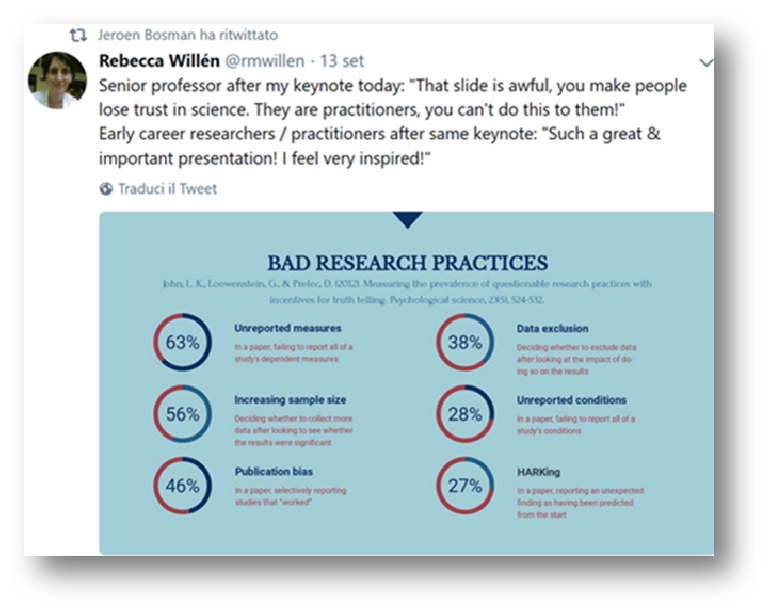 Jeroen Bosman ha ritwittato
Rebecca Willén @rmwillen · 13 set
Senior professor after my keynote today: "That slide is awful, you make people
lose trust in science. They are practitioners, you can't do this to them!"
Early career researchers / practitioners after same keynote: "Such a great &
important presentation! I feel very inspired!"
Traduci il Tweet
BAD RESEARCH PRACTICES
John, L. K., Loewenstein, G., & Prelec, D. (2012). Measuring the prevalence of questionable research practices with
incentives for truth telling. Psychological science, 23(5), 524-532.
63%
Unreported measures
In a paper, failing to report all of a
study's dependent measures
56%
Increasing sample size
Deciding whether to collect more
data after looking to see whether
the results were significant
46%
Publication bias
In a paper, selectively reporting
studies that "worked"
38%
Data exclusion
Deciding whether to exclude data
after looking at the impact of do-
ing so on the results
28%
Unreported conditions
In a paper, failing to report all of a
study's conditions
27%
HARKing
In a paper, reporting an unexpected
finding as having been predicted
from the start